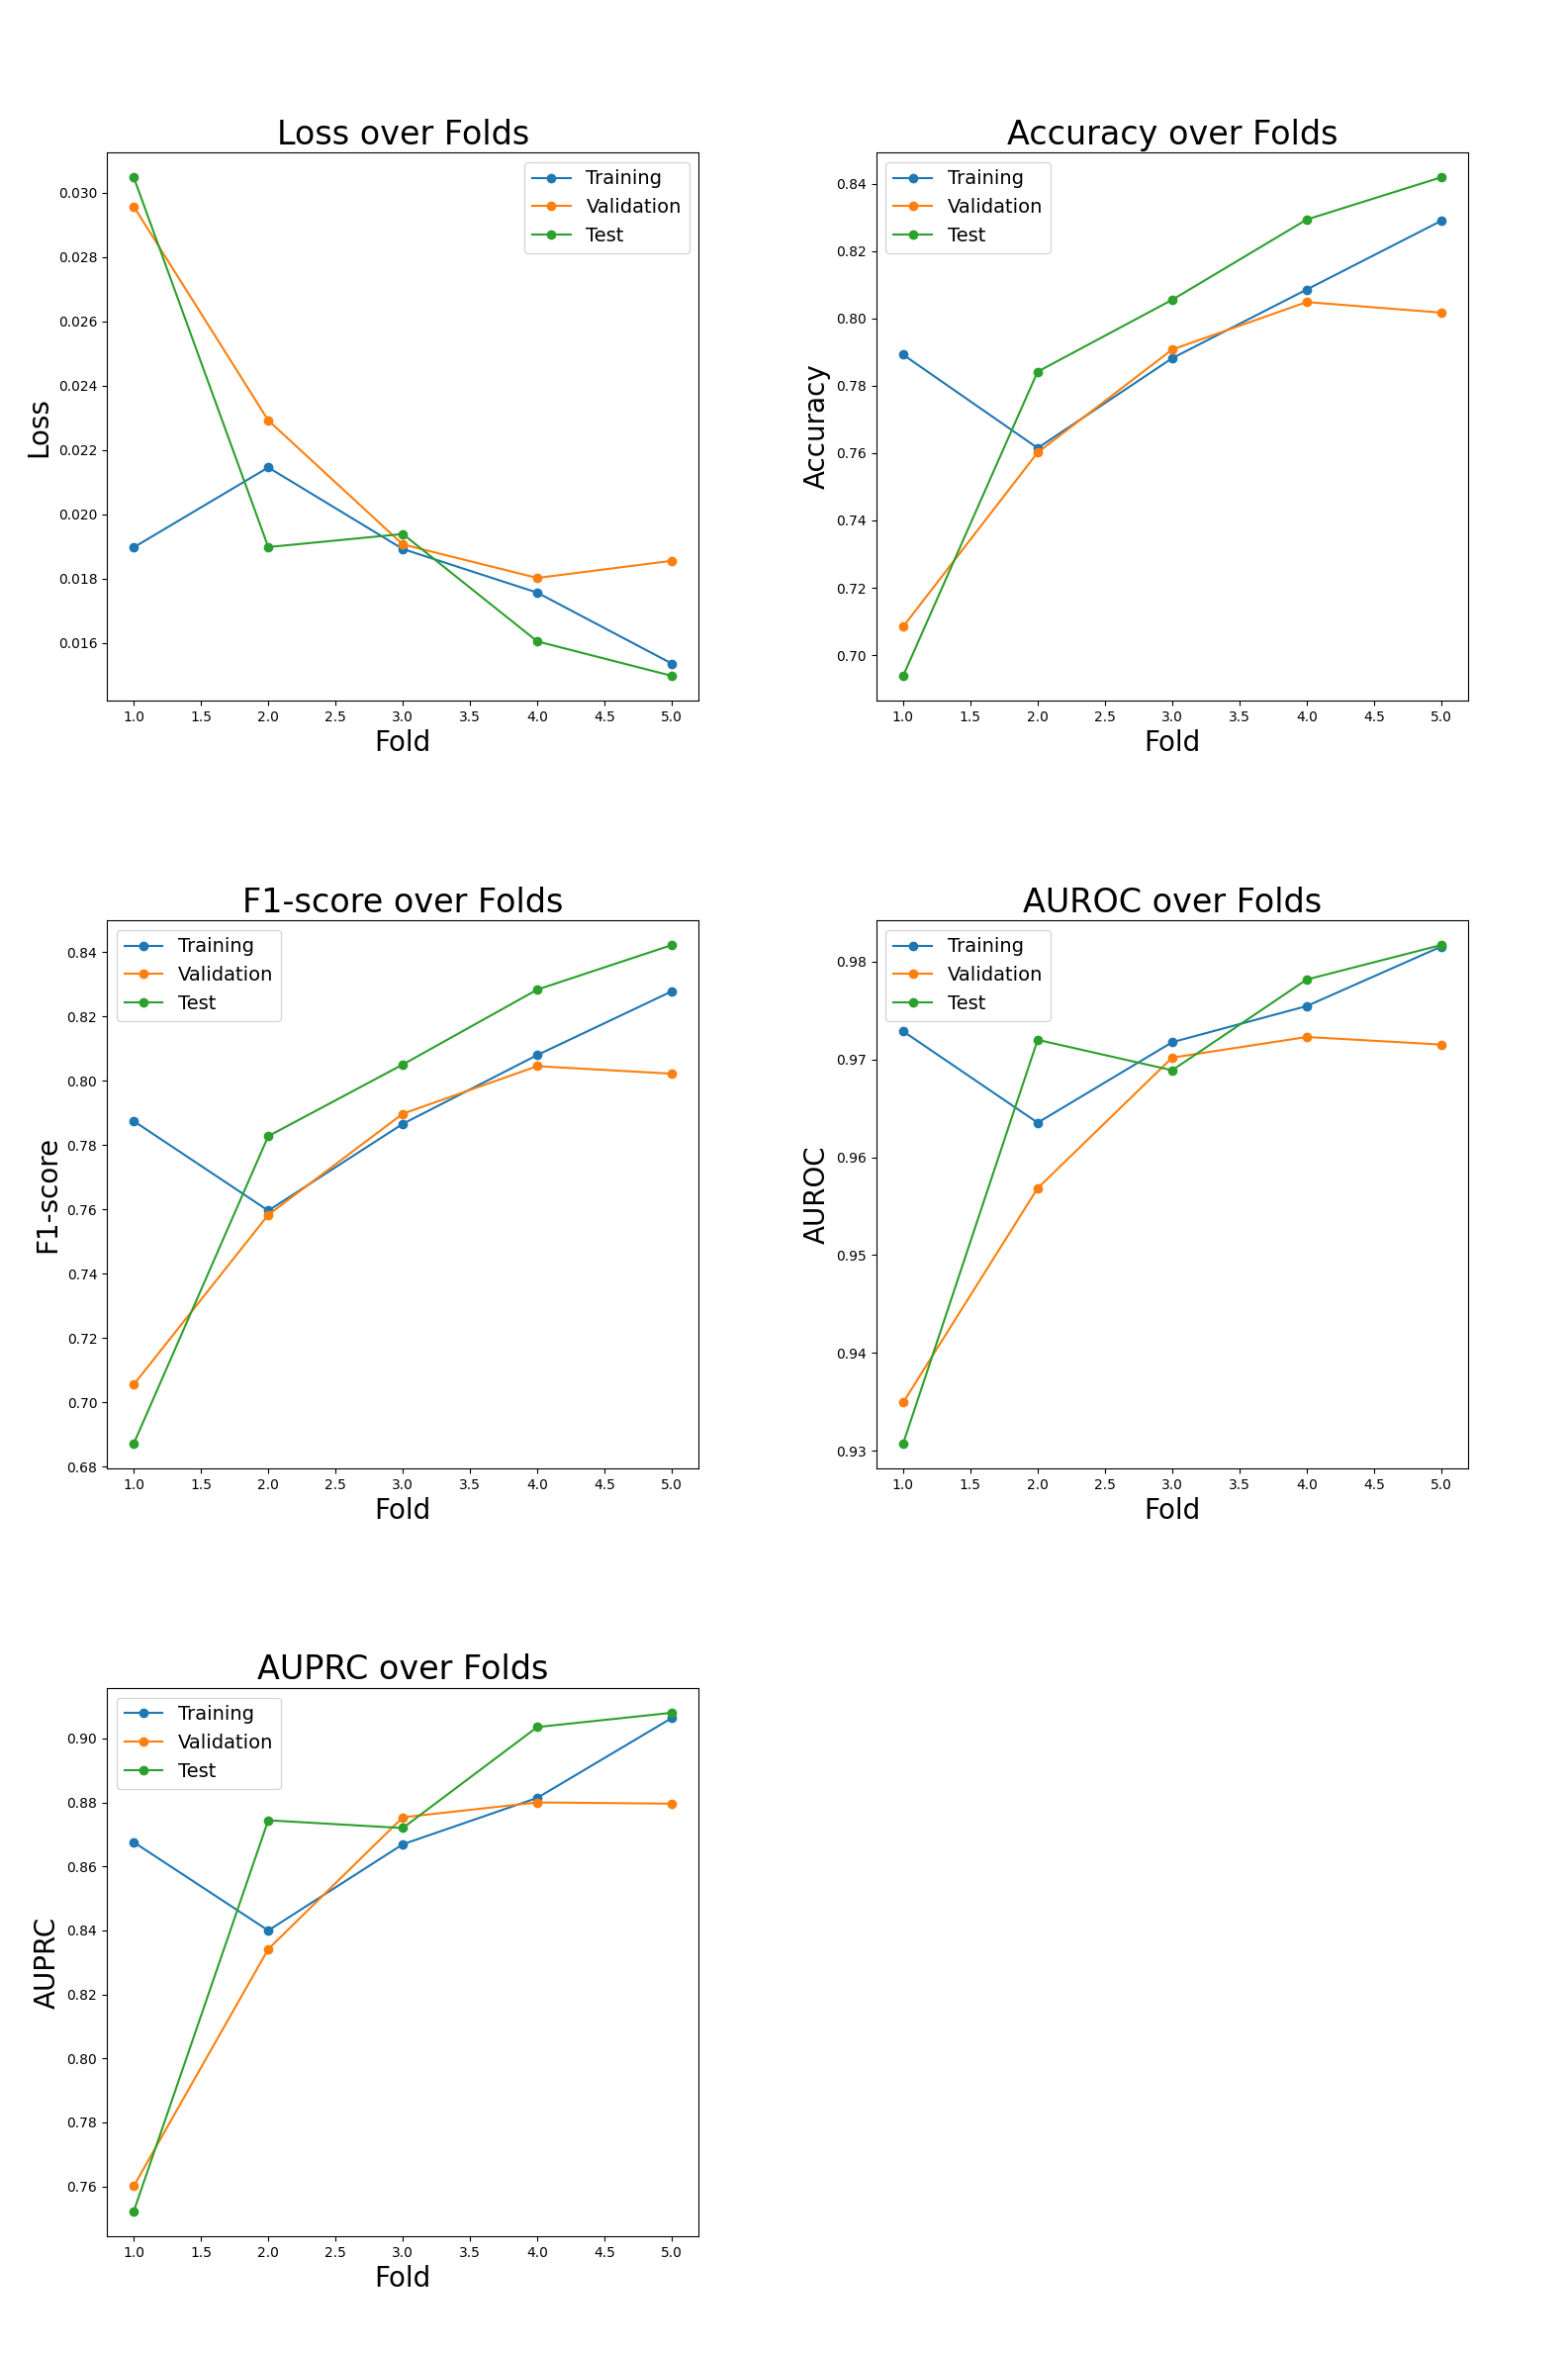 Loss over Folds
0.030
0.028
0.026
0.024
0.022
0.020
0.018
0.016
Loss
Training
Validation
Test
1.0 1.5 2.0 2.5 3.0 3.5 4.0 4.5 5.0
Fold
Accuracy over Folds
0.84
0.82
0.80
0.78
0.76
0.74
0.72
0.70
Accuracy
Training
Validation
Test
1.0 1.5 2.0 2.5 3.0 3.5 4.0 4.5 5.0
Fold
F1-score over Folds
0.84
0.82
0.80
0.78
0.76
0.74
0.72
0.70
0.68
F1-score
Training
Validation
Test
1.0 1.5 2.0 2.5 3.0 3.5 4.0 4.5 5.0
Fold
AUROC over Folds
0.98
0.97
0.96
0.95
0.94
0.93
AUROC
Training
Validation
Test
1.0 1.5 2.0 2.5 3.0 3.5 4.0 4.5 5.0
Fold
AUPRC over Folds
0.90
0.88
0.86
0.84
0.82
0.80
0.78
0.76
AUPRC
Training
Validation
Test
1.0 1.5 2.0 2.5 3.0 3.5 4.0 4.5 5.0
Fold